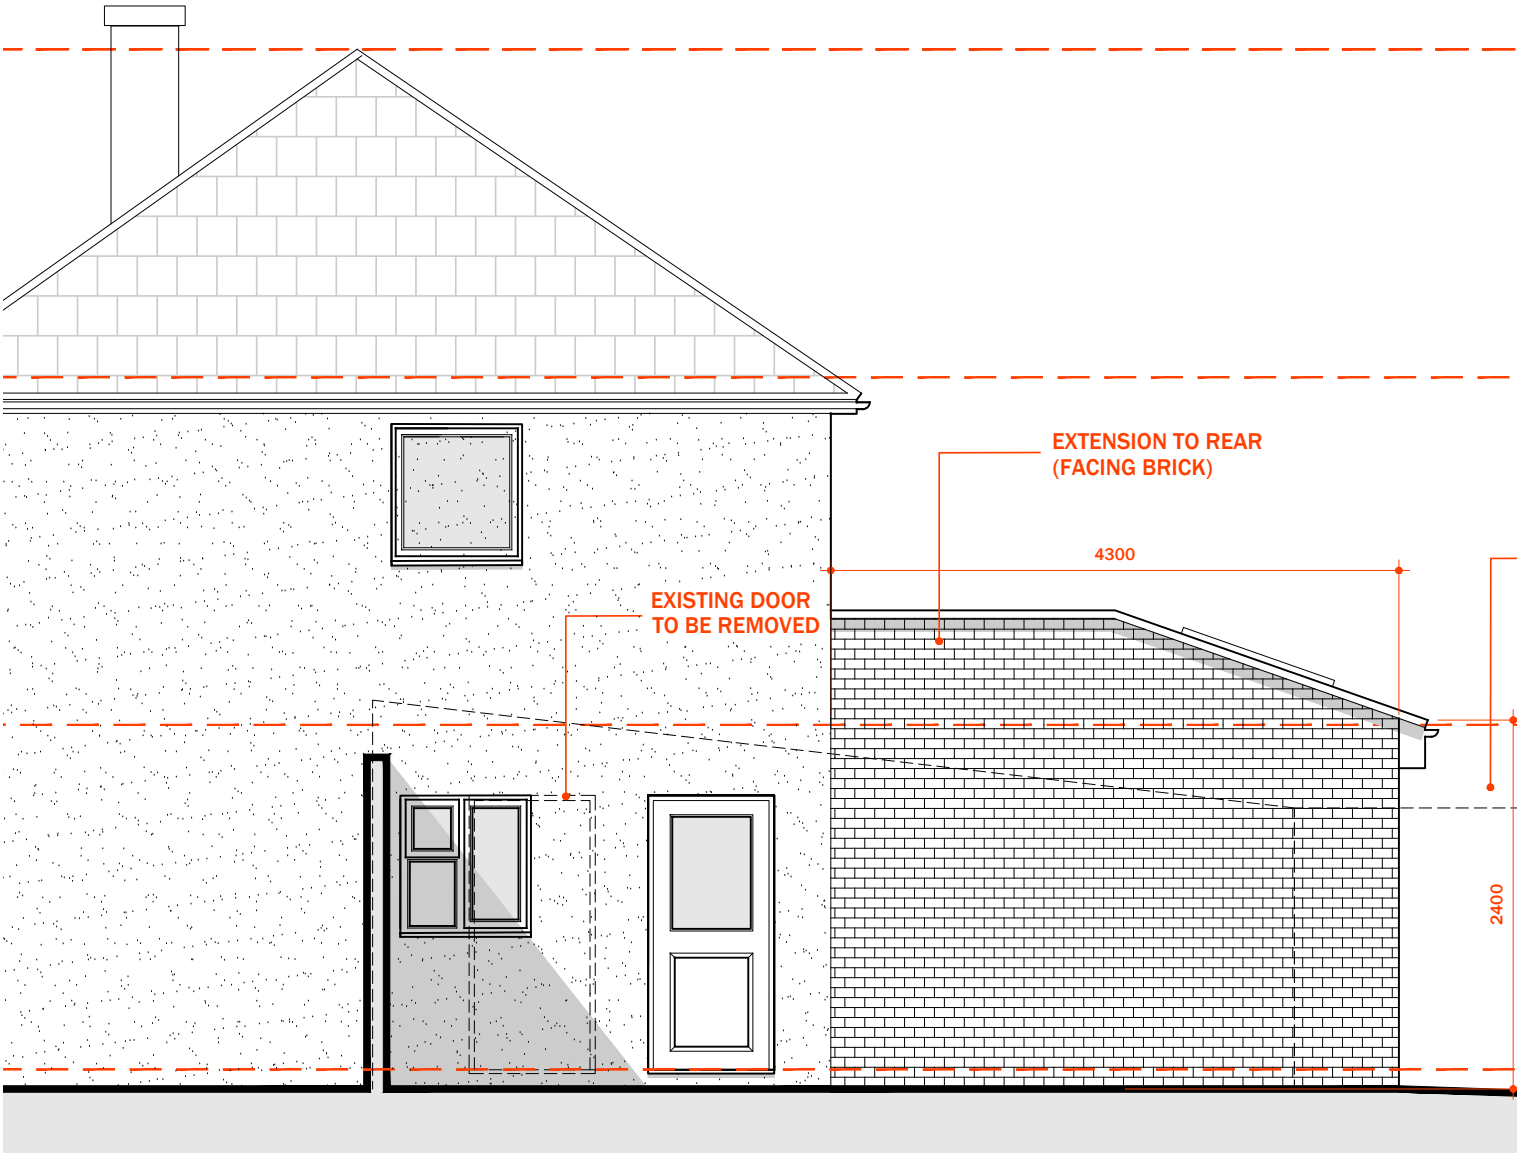 EXTENSION TO REAR
(FACING BRICK)
4300
EXISTING DOOR
TO BE REMOVED
2400